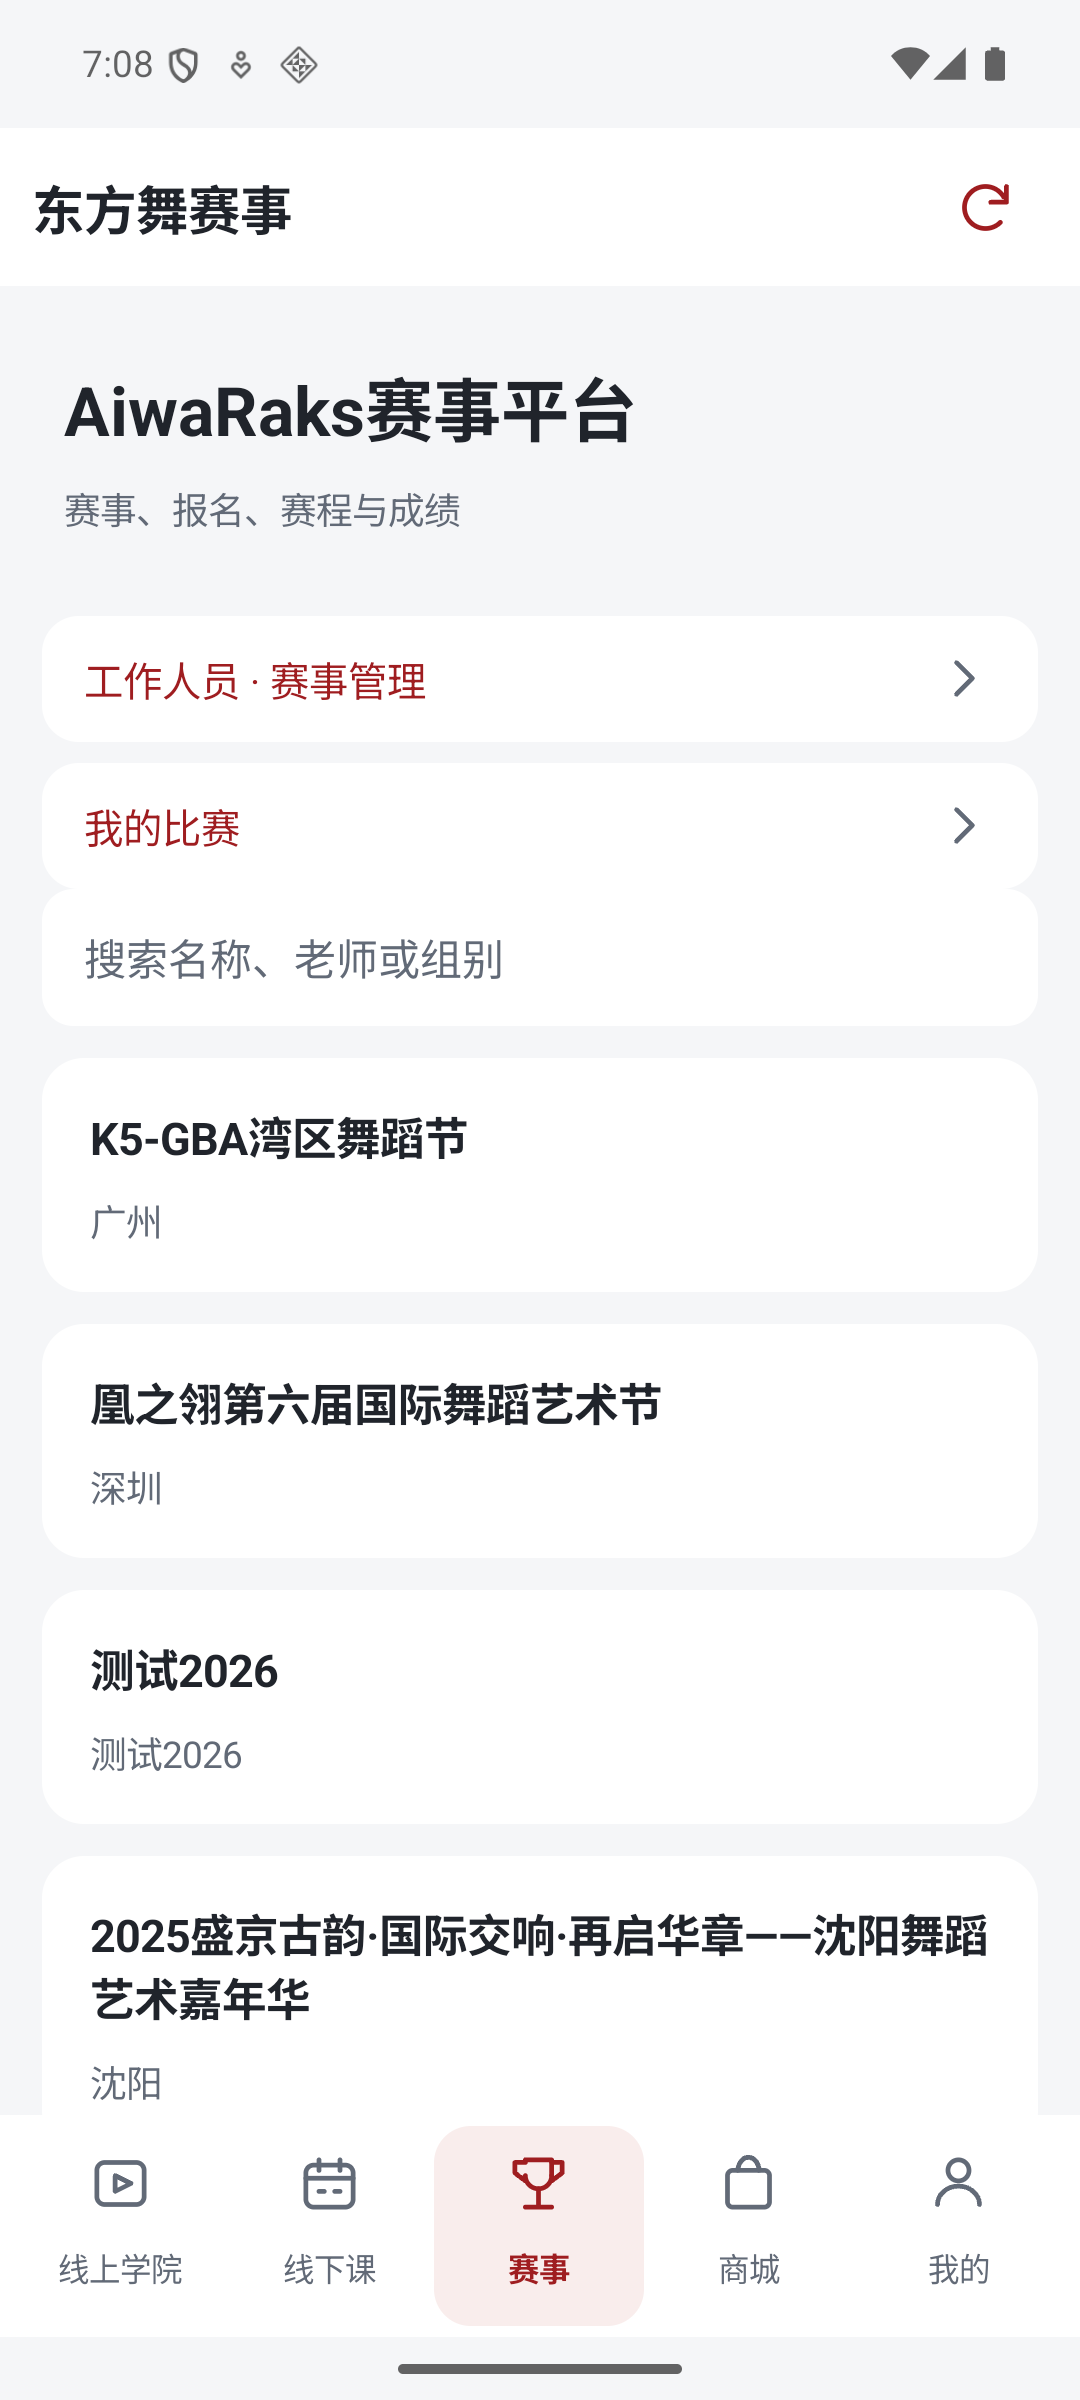 7:08
东方舞赛事
AiwaRaks赛事平台
赛事、报名、赛程与成绩
工作人员 · 赛事管理
我的比赛
搜索名称、老师或组别
K5-GBA湾区舞蹈节
广州
凰之翎第六届国际舞蹈艺术节
深圳
测试2026
测试2026
2025盛京古韵·国际交响·再启华章——沈阳舞蹈
艺术嘉年华
沈阳
线上学院
线下课
赛事
商城
我的